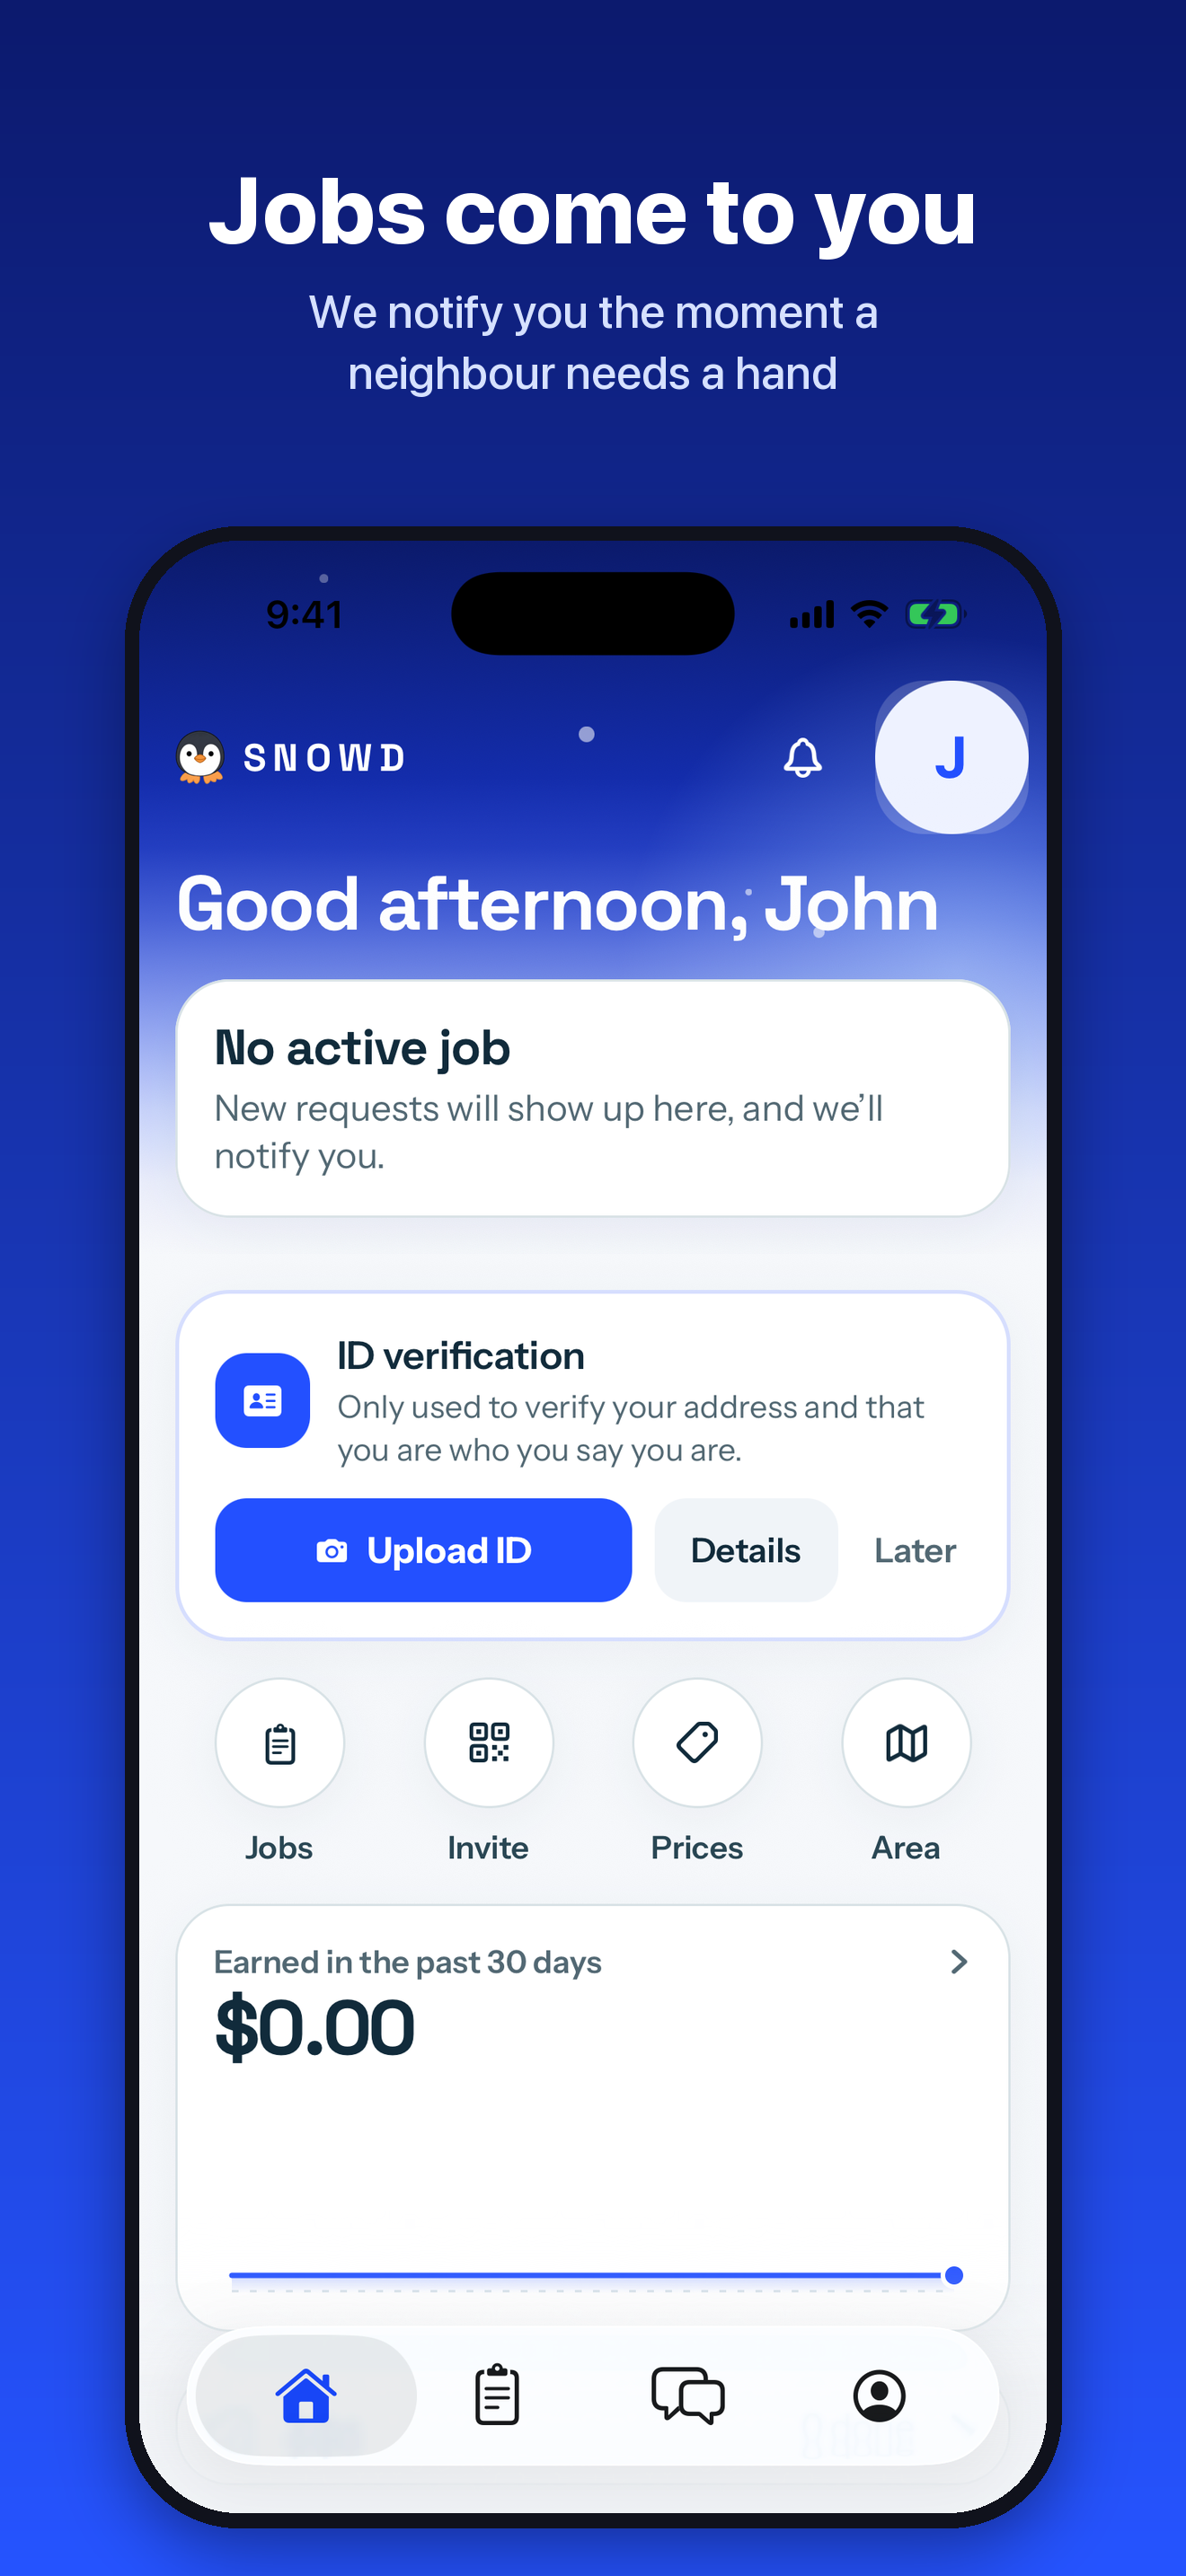 Jobs come to you
We notify you the moment a
neighbour needs a hand
9:41
SNOWD
J
Good afternoon, John
No active job
New requests will show up here, and we’ll
notify you.
ID verification
Only used to verify your address and that
you are who you say you are.
Upload ID
Details
Later
Jobs
Invite
Prices
Area
Earned in the past 30 days
$0.00